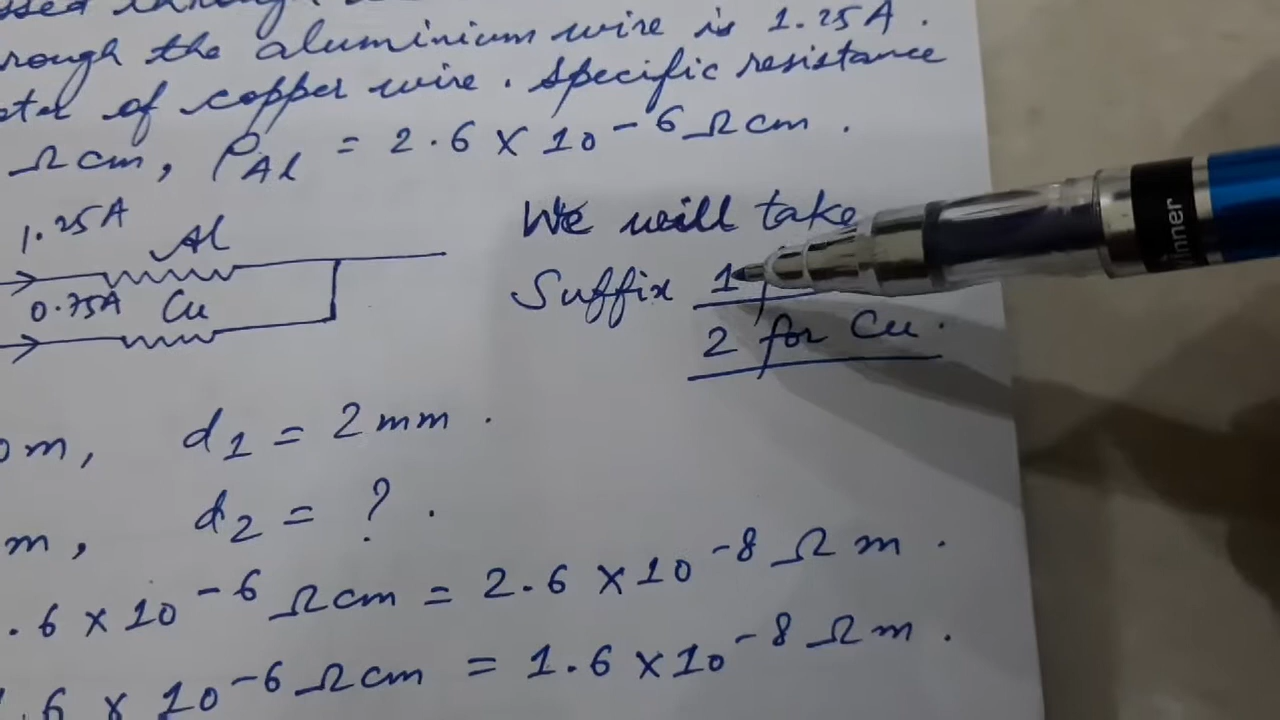 through the aluminium wire is 1.25A.
of copper wire. Specific resistance
Ωcm, ρAl = 2.6 × 10⁻⁶ Ωcm.
1.25A Al
0.75A Cu
We will take
Suffix 1
2 for Cu.
m, d₁ = 2mm.
m, d₂ = ?.
.6 × 10⁻⁶ Ωcm = 2.6 × 10⁻⁸ Ωm.
1.6 × 10⁻⁶ Ωcm = 1.6 × 10⁻⁸ Ωm.